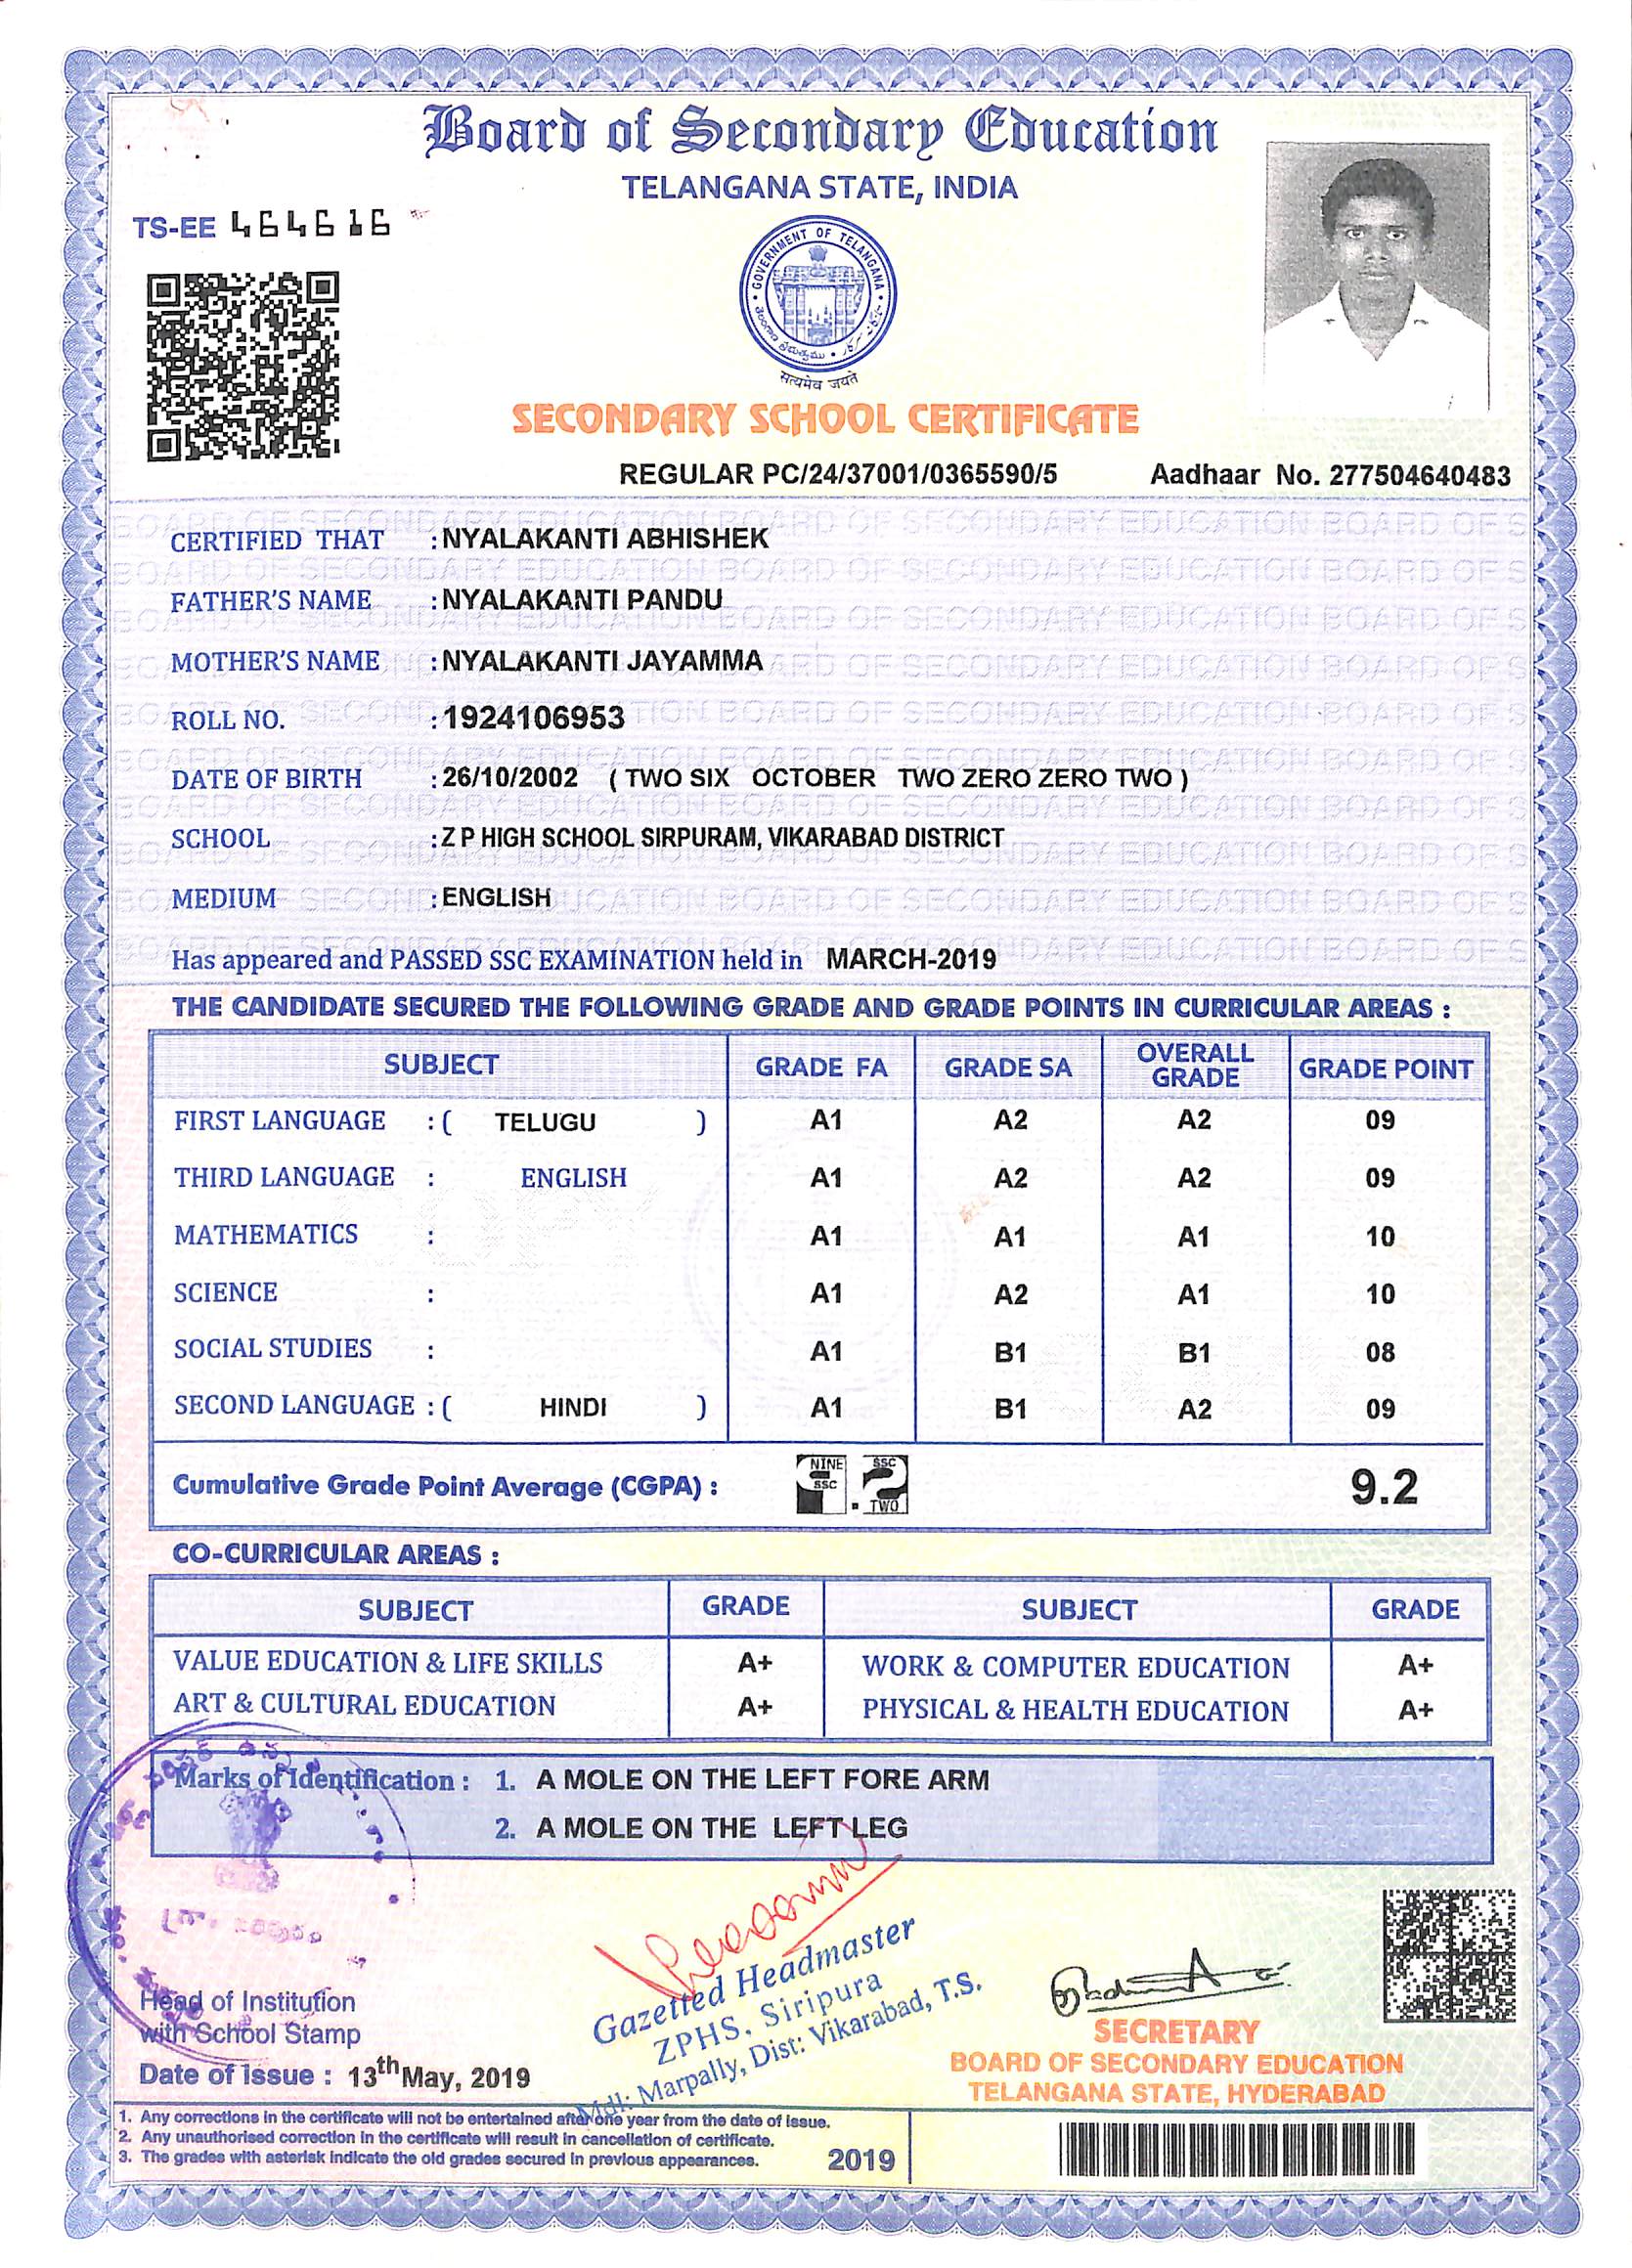 Board of Secondary Education
TELANGANA STATE, INDIA
TS-EE 464616
GOVERNMENT OF TELANGANA
తెలంగాణ ప్రభుత్వము
सत्यमेव जयते
SECONDARY SCHOOL CERTIFICATE
REGULAR PC/24/37001/0365590/5 Aadhaar No. 277504640483
CERTIFIED THAT : NYALAKANTI ABHISHEK
FATHER'S NAME : NYALAKANTI PANDU
MOTHER'S NAME : NYALAKANTI JAYAMMA
ROLL NO. : 1924106953
DATE OF BIRTH : 26/10/2002 ( TWO SIX OCTOBER TWO ZERO ZERO TWO )
SCHOOL : Z P HIGH SCHOOL SIRPURAM, VIKARABAD DISTRICT
MEDIUM : ENGLISH
Has appeared and PASSED SSC EXAMINATION held in MARCH-2019
THE CANDIDATE SECURED THE FOLLOWING GRADE AND GRADE POINTS IN CURRICULAR AREAS :
SUBJECT GRADE FA GRADE SA OVERALL GRADE GRADE POINT
FIRST LANGUAGE : ( TELUGU ) A1 A2 A2 09
THIRD LANGUAGE : ENGLISH A1 A2 A2 09
MATHEMATICS : A1 A1 A1 10
SCIENCE : A1 A2 A1 10
SOCIAL STUDIES : A1 B1 B1 08
SECOND LANGUAGE : ( HINDI ) A1 B1 A2 09
Cumulative Grade Point Average (CGPA) : NINE SSC . SSC TWO 9.2
CO-CURRICULAR AREAS :
SUBJECT GRADE SUBJECT GRADE
VALUE EDUCATION & LIFE SKILLS A+ WORK & COMPUTER EDUCATION A+
ART & CULTURAL EDUCATION A+ PHYSICAL & HEALTH EDUCATION A+
Marks of Identification : 1. A MOLE ON THE LEFT FORE ARM
2. A MOLE ON THE LEFT LEG
Gazetted Headmaster
ZPHS. Siripura
Mdl: Marpally, Dist: Vikarabad, T.S.
Head of Institution
with School Stamp
Date of issue : 13th May, 2019
SECRETARY
BOARD OF SECONDARY EDUCATION
TELANGANA STATE, HYDERABAD
1. Any corrections in the certificate will not be entertained after one year from the date of issue.
2. Any unauthorised correction in the certificate will result in cancellation of certificate.
3. The grades with asterisk indicate the old grades secured in previous appearances.
2019